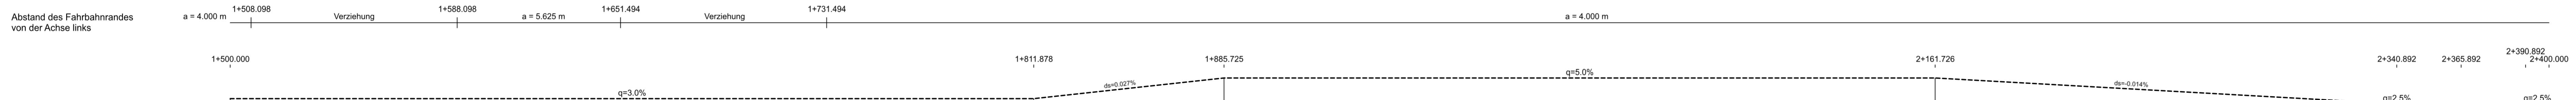 Abstand des Fahrbahnrandes
von der Achse links
a = 4.000 m
1+508.098
Verziehung
1+588.098
a = 5.625 m
1+651.494
Verziehung
1+731.494
a = 4.000 m
1+500.000
1+811.878
1+885.725
2+161.726
2+340.892
2+365.892
2+390.892
2+400.000
q=3.0%
ds=0.027%
q=5.0%
ds=-0.014%
q=2.5%
q=2.5%